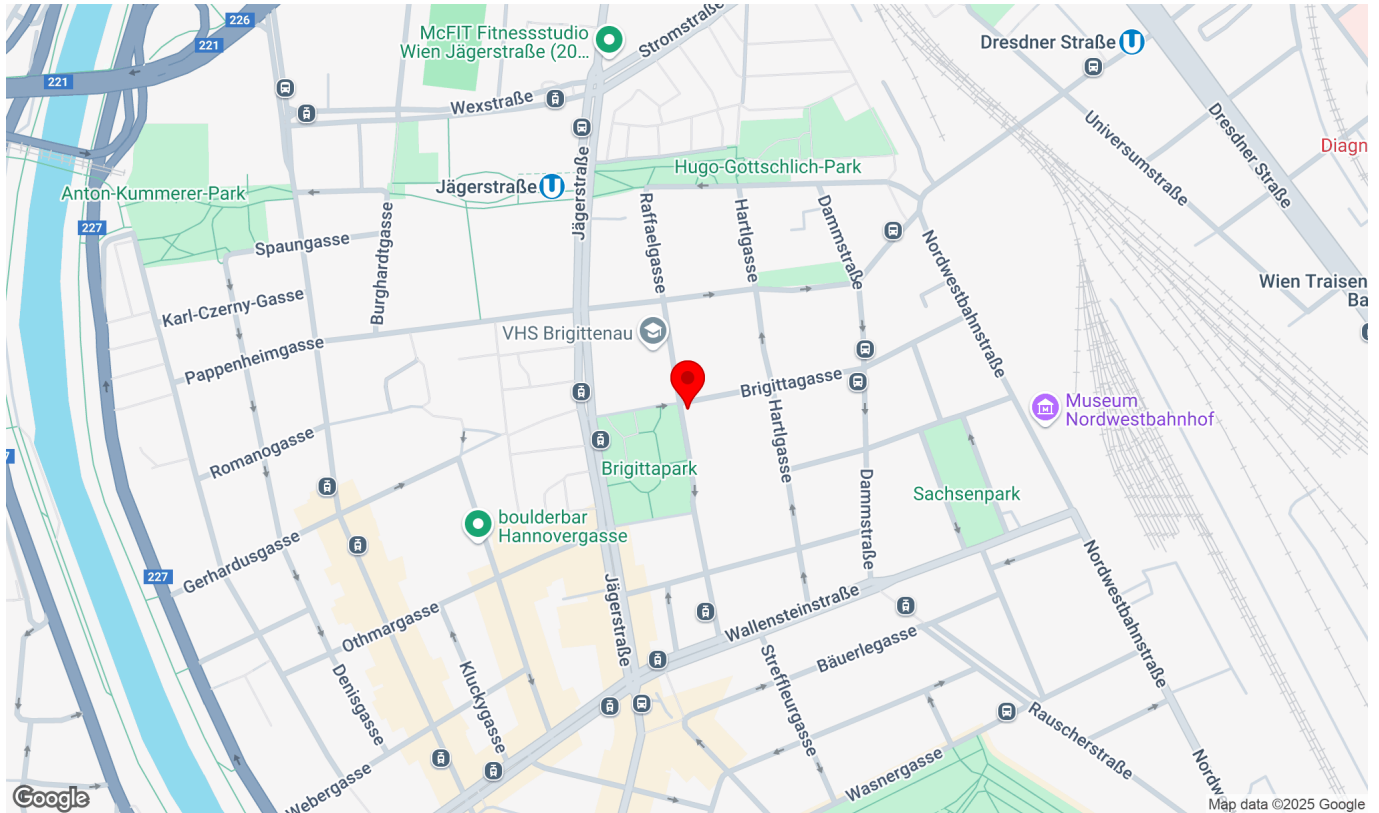 226
221
221
McFIT Fitnessstudio
Wien Jägerstraße (20...
Stromstraße
Dresdner Straße
U
Wexstraße
Jägerstraße
Universumstraße
Dresdner Straße
Diagn
Hugo-Gottschlich-Park
Anton-Kummerer-Park
Jägerstraße
U
Raffaelgasse
Hartlgasse
Dammstraße
227
Burghardtgasse
Spaungasse
Nordwestbahnstraße
Wien Traisen
Ba
Karl-Czerny-Gasse
VHS Brigittenau
Pappenheimgasse
Brigittagasse
Museum
Nordwestbahnhof
Hartlgasse
Romanogasse
7
Brigittapark
Dammstraße
Sachsenpark
boulderbar
Hannovergasse
Gerhardusgasse
227
Jägerstraße
Nordwestbahnstraße
Othmargasse
Wallensteinstraße
Bäuerlegasse
Streffleurgasse
Denisgasse
Kluckygasse
Rauscherstraße
Nordw
Wasnergasse
Webergasse
Google
Map data ©2025 Google